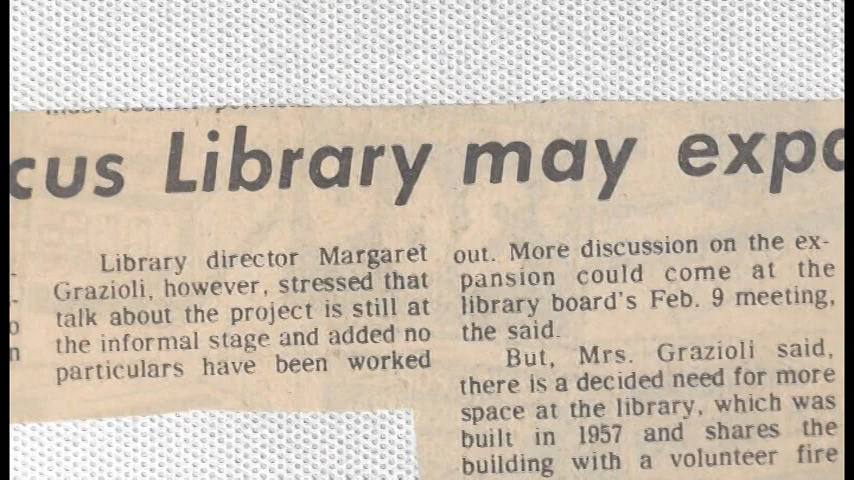 cus Library may expa
Library director Margaret
Grazioli, however, stressed that
talk about the project is still at
the informal stage and added no
particulars have been worked
out. More discussion on the ex-
pansion could come at the
library board's Feb. 9 meeting,
the said.
But, Mrs. Grazioli said,
there is a decided need for more
space at the library, which was
built in 1957 and shares the
building with a volunteer fire